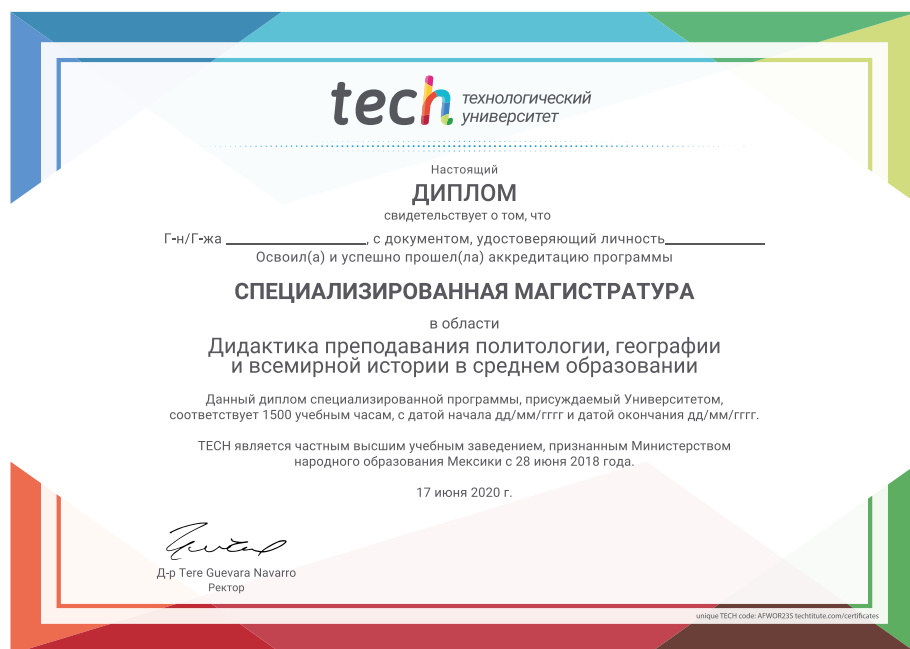 tech технологический
университет
Настоящий
ДИПЛОМ
свидетельствует о том, что
Г-н/Г-жа ____________________, с документом, удостоверяющий личность______________
Освоил(а) и успешно прошел(ла) аккредитацию программы
СПЕЦИАЛИЗИРОВАННАЯ МАГИСТРАТУРА
в области
Дидактика преподавания политологии, географии
и всемирной истории в среднем образовании
Данный диплом специализированной программы, присуждаемый Университетом,
соответствует 1500 учебным часам, с датой начала дд/мм/гггг и датой окончания дд/мм/гггг.
TECH является частным высшим учебным заведением, признанным Министерством
народного образования Мексики с 28 июня 2018 года.
17 июня 2020 г.
Д-р Tere Guevara Navarro
Ректор
unique TECH code: AFWOR23S techtitute.com/certificates